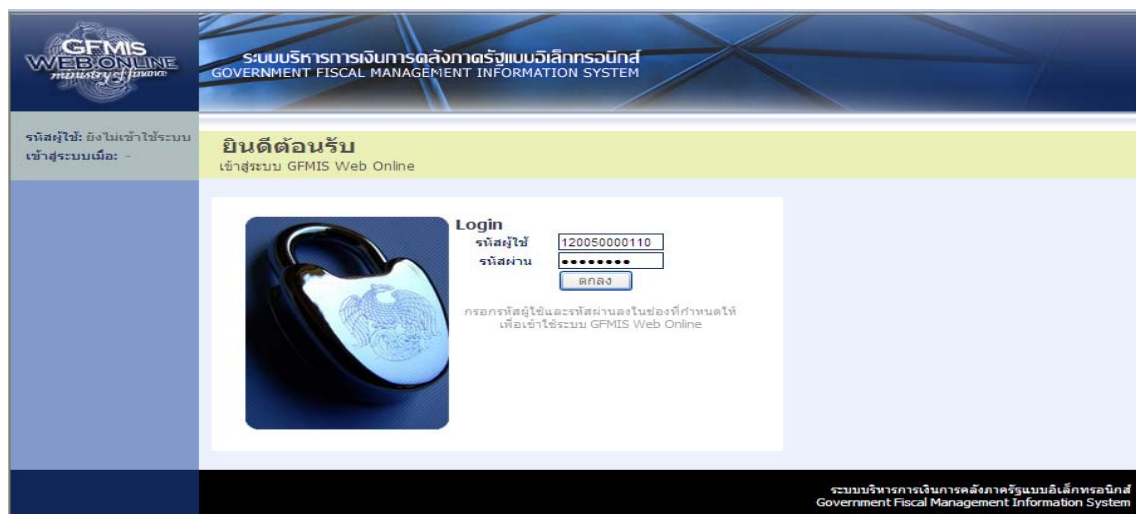 GFMIS
WEB ONLINE
ministry of finance
ระบบบริหารการเงินการคลังภาครัฐแบบอิเล็กทรอนิกส์
GOVERNMENT FISCAL MANAGEMENT INFORMATION SYSTEM
รหัสผู้ใช้: ยังไม่เข้าใช้ระบบ
เข้าสู่ระบบเมื่อ: -
ยินดีต้อนรับ
เข้าสู่ระบบ GFMIS Web Online
Login
รหัสผู้ใช้ 120050000110
รหัสผ่าน ••••••••
ตกลง
กรอกรหัสผู้ใช้และรหัสผ่านลงในช่องที่กำหนดให้
เพื่อเข้าใช้ระบบ GFMIS Web Online
ระบบบริหารการเงินการคลังภาครัฐแบบอิเล็กทรอนิกส์
Government Fiscal Management Information System